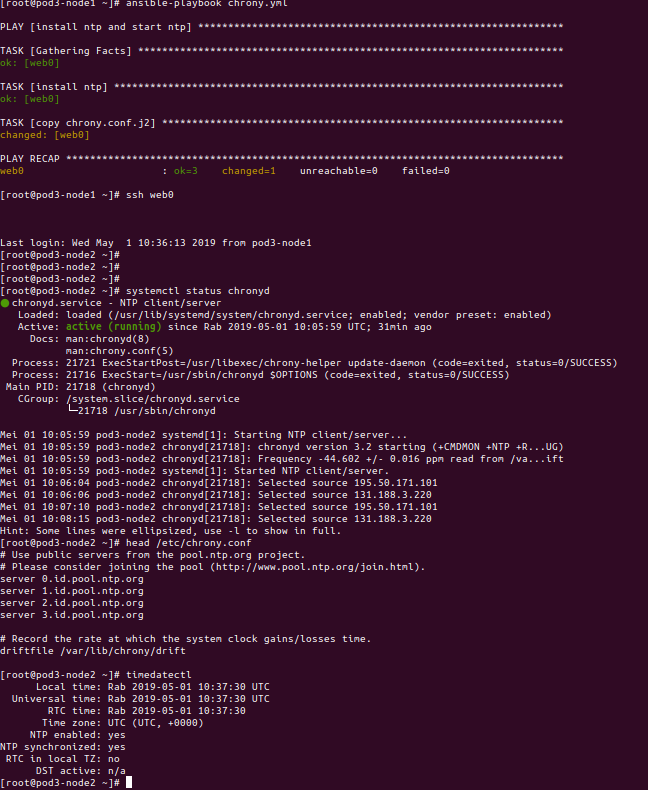 [root@pod3-node1 ~]# ansible-playbook chrony.yml
PLAY [install ntp and start ntp] *************************************************************
TASK [Gathering Facts] ***********************************************************************
ok: [web0]
TASK [install ntp] ***************************************************************************
ok: [web0]
TASK [copy chrony.conf.j2] *******************************************************************
changed: [web0]
PLAY RECAP ***********************************************************************************
web0                       : ok=3    changed=1    unreachable=0    failed=0
[root@pod3-node1 ~]# ssh web0
Last login: Wed May  1 10:36:13 2019 from pod3-node1
[root@pod3-node2 ~]#
[root@pod3-node2 ~]#
[root@pod3-node2 ~]#
[root@pod3-node2 ~]# systemctl status chronyd
● chronyd.service - NTP client/server
   Loaded: loaded (/usr/lib/systemd/system/chronyd.service; enabled; vendor preset: enabled)
   Active: active (running) since Rab 2019-05-01 10:05:59 UTC; 31min ago
     Docs: man:chronyd(8)
           man:chrony.conf(5)
  Process: 21721 ExecStartPost=/usr/libexec/chrony-helper update-daemon (code=exited, status=0/SUCCESS)
  Process: 21716 ExecStart=/usr/sbin/chronyd $OPTIONS (code=exited, status=0/SUCCESS)
 Main PID: 21718 (chronyd)
   CGroup: /system.slice/chronyd.service
           └─21718 /usr/sbin/chronyd
Mei 01 10:05:59 pod3-node2 systemd[1]: Starting NTP client/server...
Mei 01 10:05:59 pod3-node2 chronyd[21718]: chronyd version 3.2 starting (+CMDMON +NTP +R...UG)
Mei 01 10:05:59 pod3-node2 chronyd[21718]: Frequency -44.602 +/- 0.016 ppm read from /va...ift
Mei 01 10:05:59 pod3-node2 systemd[1]: Started NTP client/server.
Mei 01 10:06:04 pod3-node2 chronyd[21718]: Selected source 195.50.171.101
Mei 01 10:06:06 pod3-node2 chronyd[21718]: Selected source 131.188.3.220
Mei 01 10:07:10 pod3-node2 chronyd[21718]: Selected source 195.50.171.101
Mei 01 10:08:15 pod3-node2 chronyd[21718]: Selected source 131.188.3.220
Hint: Some lines were ellipsized, use -l to show in full.
[root@pod3-node2 ~]# head /etc/chrony.conf
# Use public servers from the pool.ntp.org project.
# Please consider joining the pool (http://www.pool.ntp.org/join.html).
server 0.id.pool.ntp.org
server 1.id.pool.ntp.org
server 2.id.pool.ntp.org
server 3.id.pool.ntp.org
# Record the rate at which the system clock gains/losses time.
driftfile /var/lib/chrony/drift
[root@pod3-node2 ~]# timedatectl
      Local time: Rab 2019-05-01 10:37:30 UTC
  Universal time: Rab 2019-05-01 10:37:30 UTC
        RTC time: Rab 2019-05-01 10:37:30
       Time zone: UTC (UTC, +0000)
     NTP enabled: yes
NTP synchronized: yes
 RTC in local TZ: no
      DST active: n/a
[root@pod3-node2 ~]#